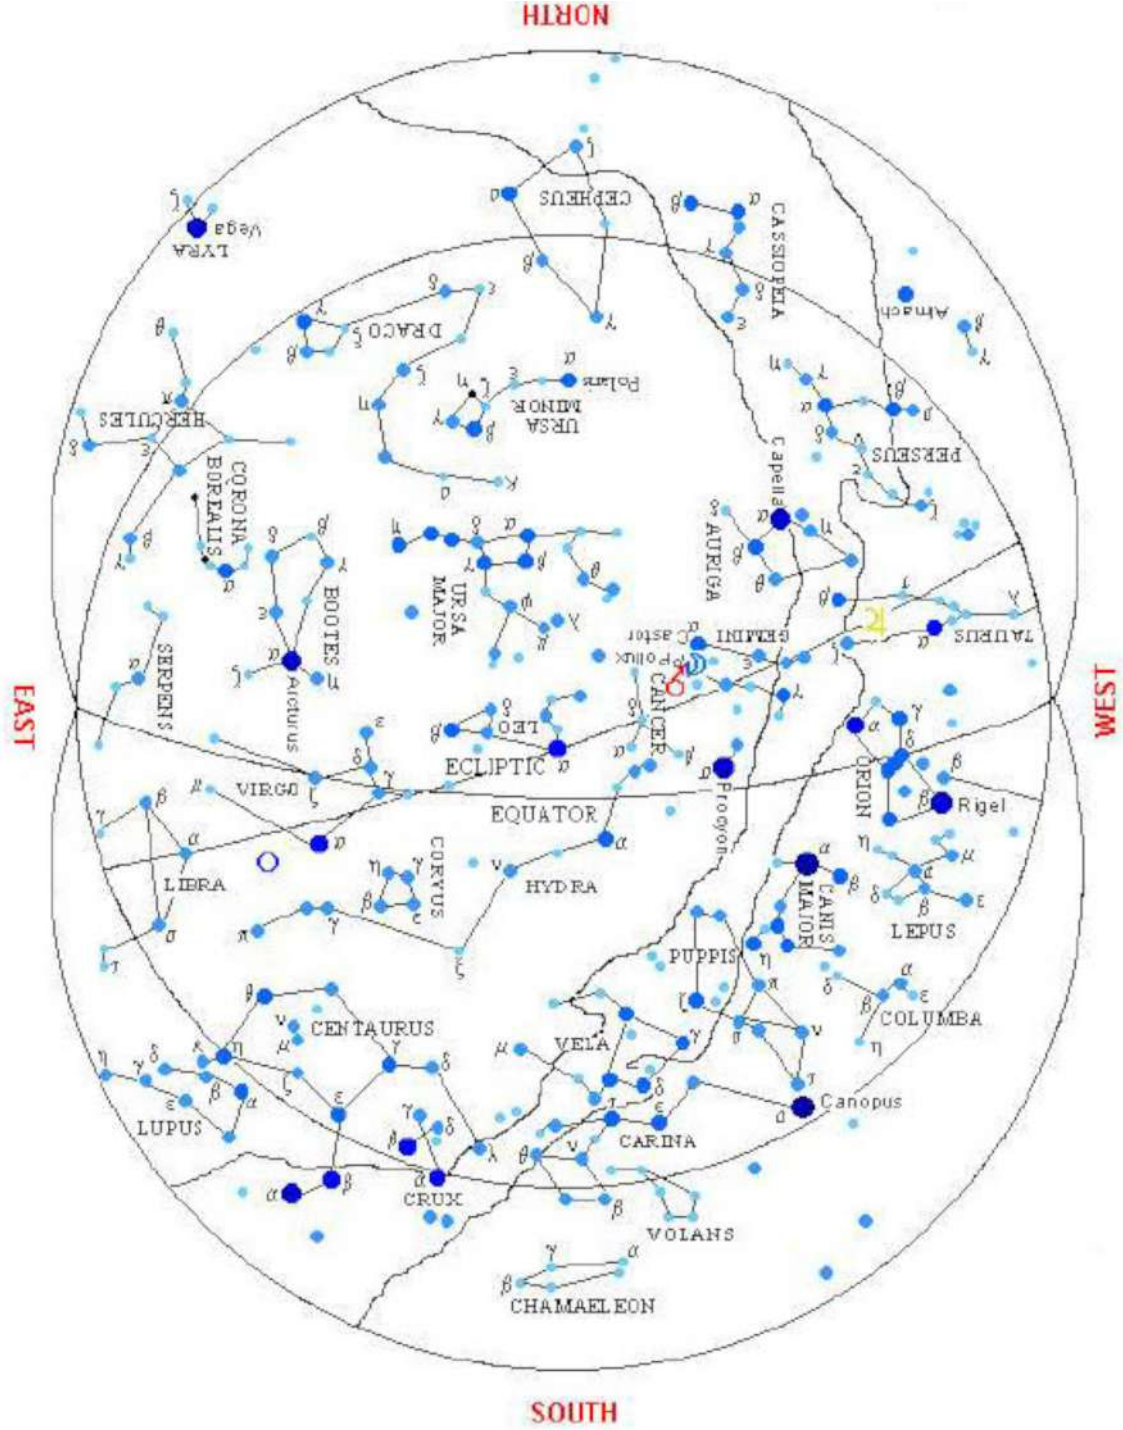 NORTH
CEPHEUS
CASSIOPEIA
Vega
LYRA
Almach
DRACO
Polaris
URSA
MINOR
HERCULES
CORONA
BOREALIS
PERSEUS
Capella
AURIGA
URSA
MAJOR
BOOTES
Arcturus
SERPENS
Castor
Pollux
GEMINI
TAURUS
CANCER
LEO
EAST
WEST
ECLIPTIC
VIRGO
EQUATOR
Procyon
ORION
Rigel
LIBRA
CORVUS
HYDRA
CANIS
MAJOR
LEPUS
PUPPIS
COLUMBA
CENTAURUS
VELA
LUPUS
CARINA
Canopus
CRUX
VOLANS
CHAMAELEON
SOUTH